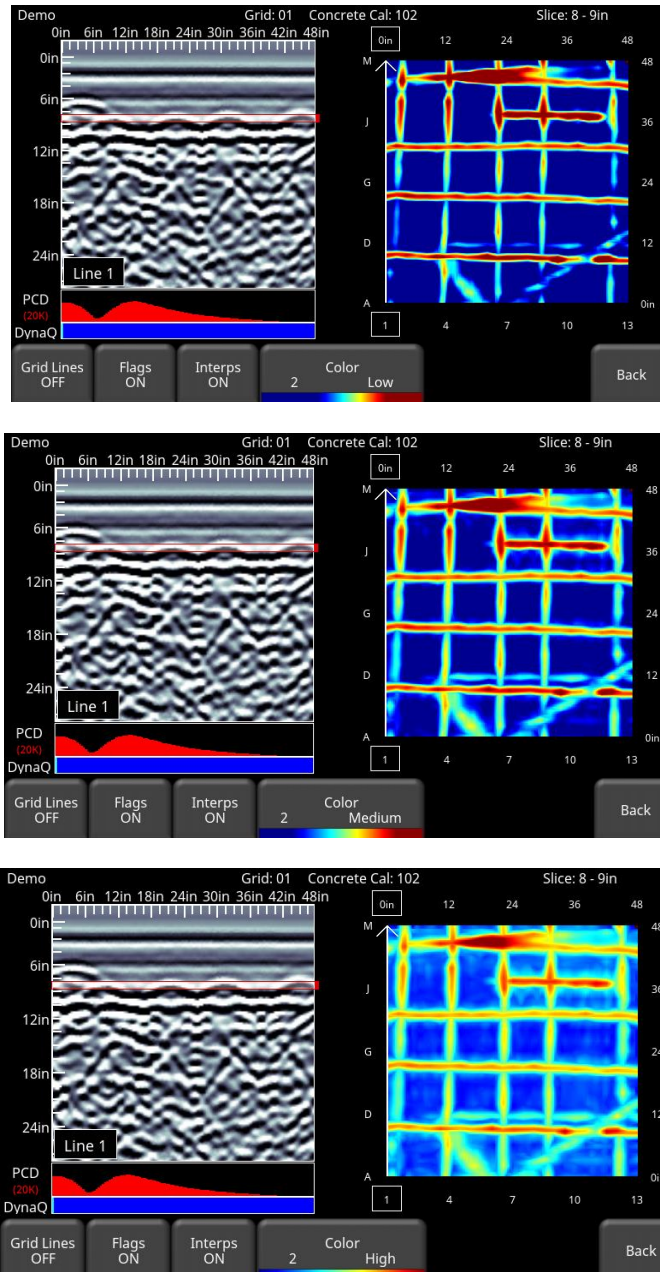 Demo Grid: 01 Concrete Cal: 102 Slice: 8 - 9in
0in 6in 12in 18in 24in 30in 36in 42in 48in
0in 12 24 36 48
0in
M 48
6in
J 36
12in
G 24
18in
D 12
24in
Line 1
A 0in
PCD
(20K)
1 4 7 10 13
DynaQ
Grid Lines OFF Flags ON Interps ON Color 2 Low Back
Demo Grid: 01 Concrete Cal: 102 Slice: 8 - 9in
0in 6in 12in 18in 24in 30in 36in 42in 48in
0in 12 24 36 48
0in
M 48
6in
J 36
12in
G 24
18in
D 12
24in
Line 1
A 0in
PCD
(20K)
1 4 7 10 13
DynaQ
Grid Lines OFF Flags ON Interps ON Color 2 Medium Back
Demo Grid: 01 Concrete Cal: 102 Slice: 8 - 9in
0in 6in 12in 18in 24in 30in 36in 42in 48in
0in 12 24 36 48
0in
M 48
6in
J 36
12in
G 24
18in
D 12
24in
Line 1
A 0in
PCD
(20K)
1 4 7 10 13
DynaQ
Grid Lines OFF Flags ON Interps ON Color 2 High Back